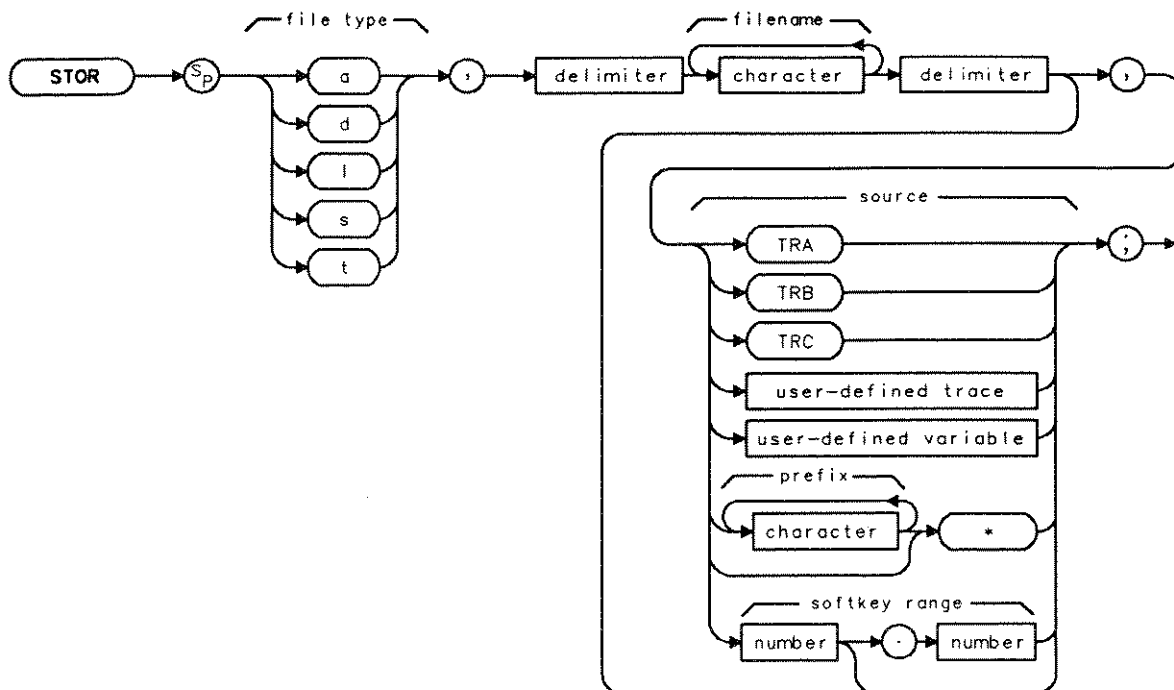 file type
filename
STOR
SP
a
,
delimiter
character
delimiter
,
d
l
s
t
source
TRA
;
TRB
TRC
user-defined trace
user-defined variable
prefix
character
*
softkey range
number
-
number